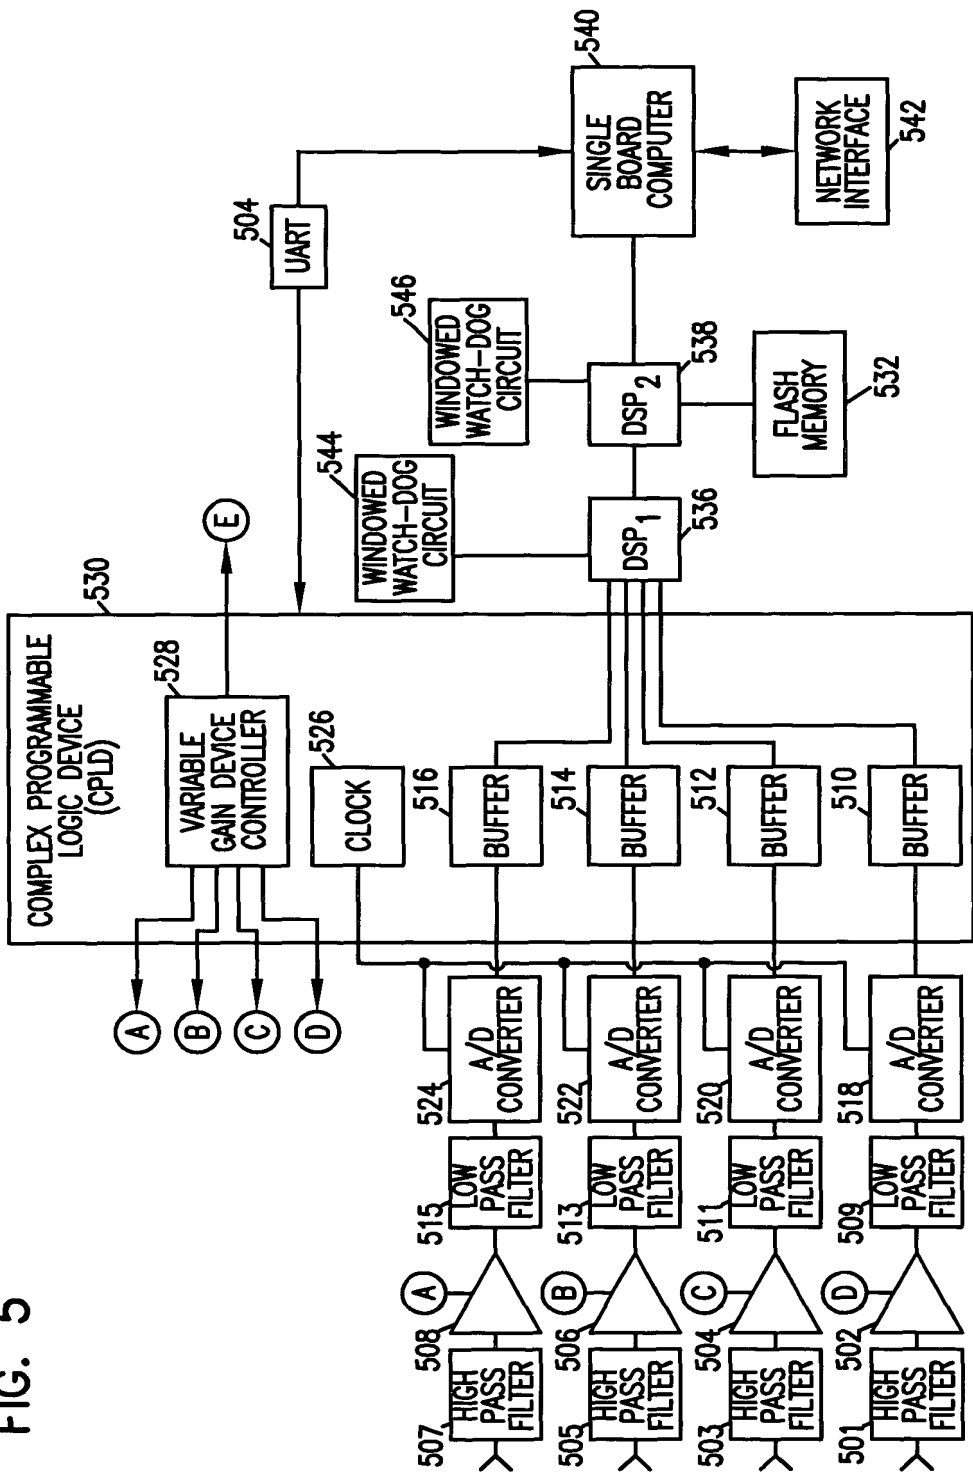 FIG. 5
COMPLEX PROGRAMMABLE
LOGIC DEVICE
(CPLD)
530
A
B
C
D
VARIABLE
GAIN DEVICE
CONTROLLER
528
E
CLOCK
526
UART
504
507
HIGH
PASS
FILTER
508
A
515
LOW
PASS
FILTER
524
A/D
CONVERTER
BUFFER
516
505
HIGH
PASS
FILTER
506
B
513
LOW
PASS
FILTER
522
A/D
CONVERTER
BUFFER
514
503
HIGH
PASS
FILTER
504
C
511
LOW
PASS
FILTER
520
A/D
CONVERTER
BUFFER
512
501
HIGH
PASS
FILTER
502
D
509
LOW
PASS
FILTER
518
A/D
CONVERTER
BUFFER
510
WINDOWED
WATCH-DOG
CIRCUIT
544
WINDOWED
WATCH-DOG
CIRCUIT
546
DSP1
536
DSP2
538
FLASH
MEMORY
532
SINGLE
BOARD
COMPUTER
540
NETWORK
INTERFACE
542